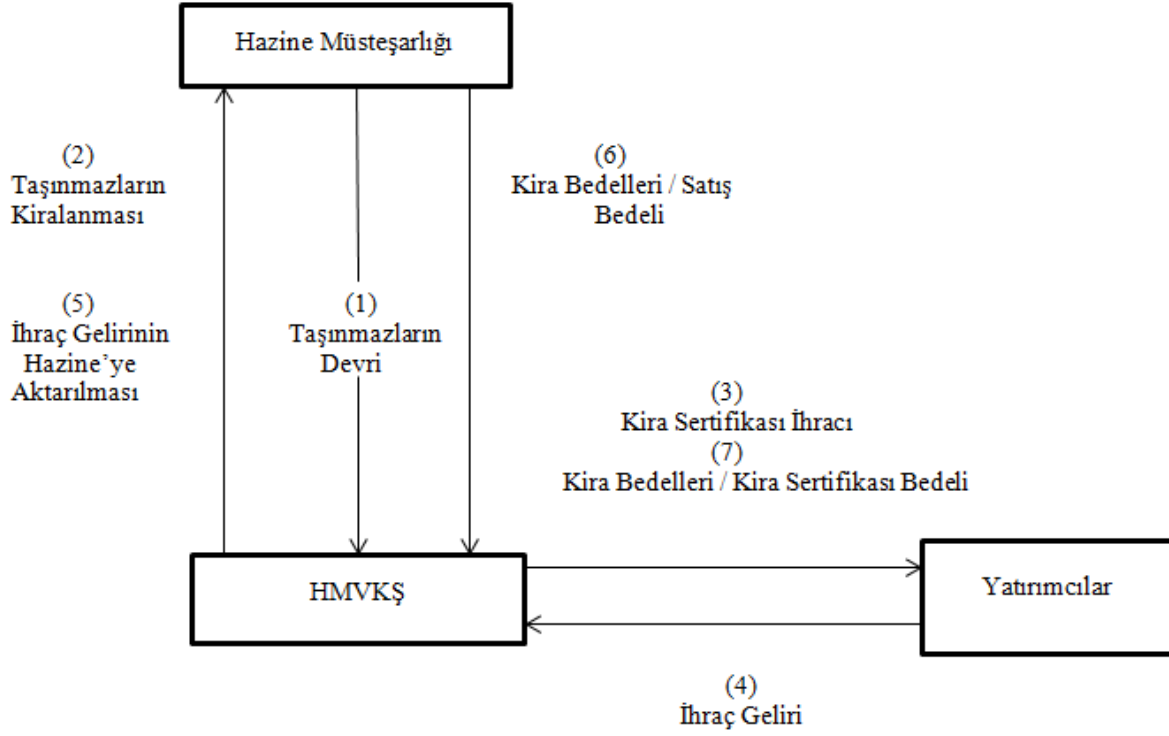 Hazine Müsteşarlığı
(2)
Taşınmazların
Kiralanması
(6)
Kira Bedelleri / Satış
Bedeli
(5)
İhraç Gelirinin
Hazine’ye
Aktarılması
(1)
Taşınmazların
Devri
(3)
Kira Sertifikası İhracı
(7)
Kira Bedelleri / Kira Sertifikası Bedeli
HMVKŞ
Yatırımcılar
(4)
İhraç Geliri